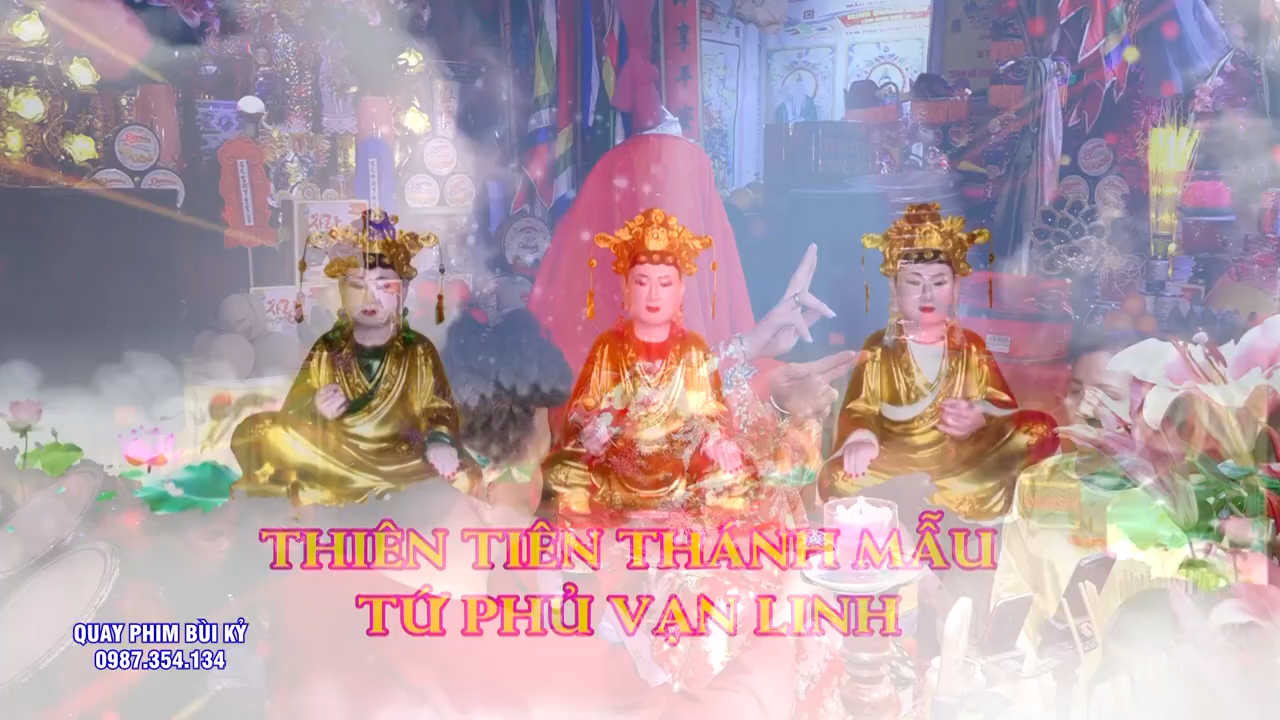 THIÊN TIÊN THÁNH MẪU
TỨ PHỦ VẠN LINH
QUAY PHIM BÙI KỶ
0987.354.134